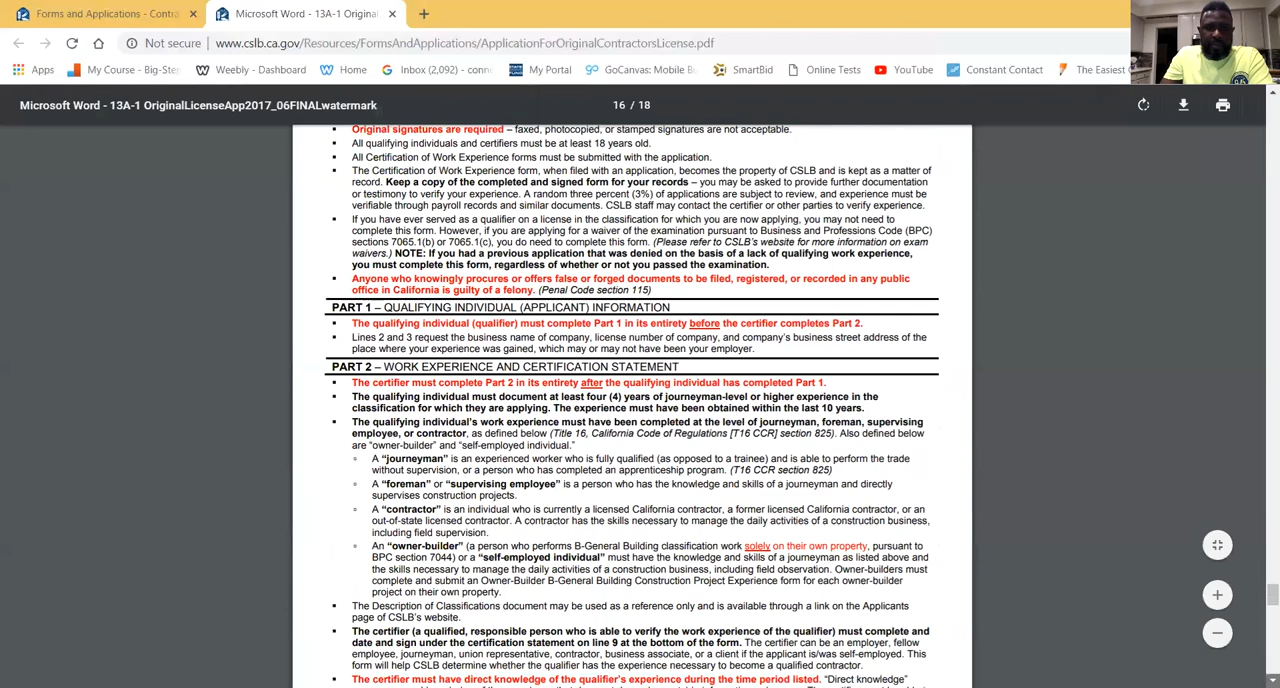 Forms and Applications - Contra
Microsoft Word - 13A-1 Original
Not secure | www.cslb.ca.gov/Resources/FormsAndApplications/ApplicationForOriginalContractorsLicense.pdf
Apps My Course - Big-Ste Weebly - Dashboard Home Inbox (2,092) - conne My Portal GoCanvas: Mobile Bu SmartBid Online Tests YouTube Constant Contact The Easiest
Microsoft Word - 13A-1 OriginalLicenseApp2017_06FINALwatermark 16 / 18
▪ Original signatures are required – faxed, photocopied, or stamped signatures are not acceptable.
▪ All qualifying individuals and certifiers must be at least 18 years old.
▪ All Certification of Work Experience forms must be submitted with the application.
▪ The Certification of Work Experience form, when filed with an application, becomes the property of CSLB and is kept as a matter of
record. Keep a copy of the completed and signed form for your records – you may be asked to provide further documentation
or testimony to verify your experience. A random three percent (3%) of applications are subject to review, and experience must be
verifiable through payroll records and similar documents. CSLB staff may contact the certifier or other parties to verify experience.
▪ If you have ever served as a qualifier on a license in the classification for which you are now applying, you may not need to
complete this form. However, if you are applying for a waiver of the examination pursuant to Business and Professions Code (BPC)
sections 7065.1(b) or 7065.1(c), you do need to complete this form. (Please refer to CSLB's website for more information on exam
waivers.) NOTE: If you had a previous application that was denied on the basis of a lack of qualifying work experience,
you must complete this form, regardless of whether or not you passed the examination.
▪ Anyone who knowingly procures or offers false or forged documents to be filed, registered, or recorded in any public
office in California is guilty of a felony. (Penal Code section 115)
PART 1 – QUALIFYING INDIVIDUAL (APPLICANT) INFORMATION
▪ The qualifying individual (qualifier) must complete Part 1 in its entirety before the certifier completes Part 2.
▪ Lines 2 and 3 request the business name of company, license number of company, and company's business street address of the
place where your experience was gained, which may or may not have been your employer.
PART 2 – WORK EXPERIENCE AND CERTIFICATION STATEMENT
▪ The certifier must complete Part 2 in its entirety after the qualifying individual has completed Part 1.
▪ The qualifying individual must document at least four (4) years of journeyman-level or higher experience in the
classification for which they are applying. The experience must have been obtained within the last 10 years.
▪ The qualifying individual's work experience must have been completed at the level of journeyman, foreman, supervising
employee, or contractor, as defined below (Title 16, California Code of Regulations [T16 CCR] section 825). Also defined below
are "owner-builder" and "self-employed individual."
▫ A "journeyman" is an experienced worker who is fully qualified (as opposed to a trainee) and is able to perform the trade
without supervision, or a person who has completed an apprenticeship program. (T16 CCR section 825)
▫ A "foreman" or "supervising employee" is a person who has the knowledge and skills of a journeyman and directly
supervises construction projects.
▫ A "contractor" is an individual who is currently a licensed California contractor, a former licensed California contractor, or an
out-of-state licensed contractor. A contractor has the skills necessary to manage the daily activities of a construction business,
including field supervision.
▫ An "owner-builder" (a person who performs B-General Building classification work solely on their own property, pursuant to
BPC section 7044) or a "self-employed individual" must have the knowledge and skills of a journeyman as listed above and
the skills necessary to manage the daily activities of a construction business, including field observation. Owner-builders must
complete and submit an Owner-Builder B-General Building Construction Project Experience form for each owner-builder
project on their own property.
▪ The Description of Classifications document may be used as a reference only and is available through a link on the Applicants
page of CSLB's website.
▪ The certifier (a qualified, responsible person who is able to verify the work experience of the qualifier) must complete and
date and sign under the certification statement on line 9 at the bottom of the form. The certifier can be an employer, fellow
employee, journeyman, union representative, contractor, business associate, or a client if the applicant is/was self-employed. This
form will help CSLB determine whether the qualifier has the experience necessary to become a qualified contractor.
▪ The certifier must have direct knowledge of the qualifier's experience during the time period listed. "Direct knowledge"